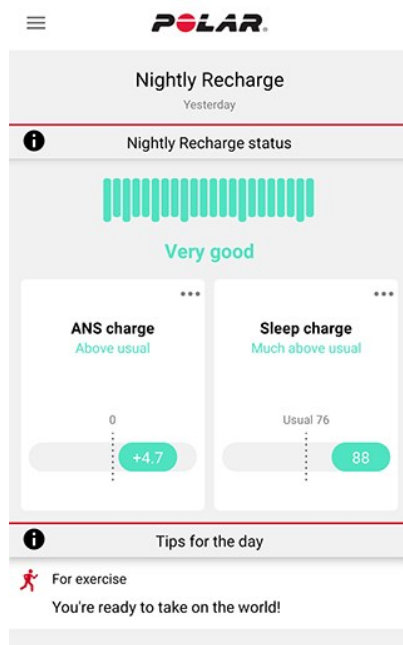 POLAR.
Nightly Recharge
Yesterday
Nightly Recharge status
Very good
ANS charge
Above usual
0
+4.7
Sleep charge
Much above usual
Usual 76
88
Tips for the day
For exercise
You're ready to take on the world!